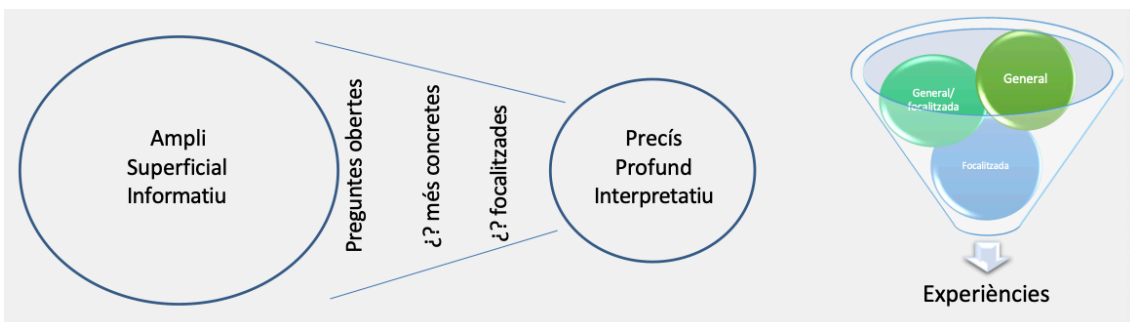 Ampli
Superficial
Informatiu
Preguntes obertes
¿? més concretes
¿? focalitzades
Precís
Profund
Interpretatiu
General
General/
focalitzada
Focalitzada
Experiències